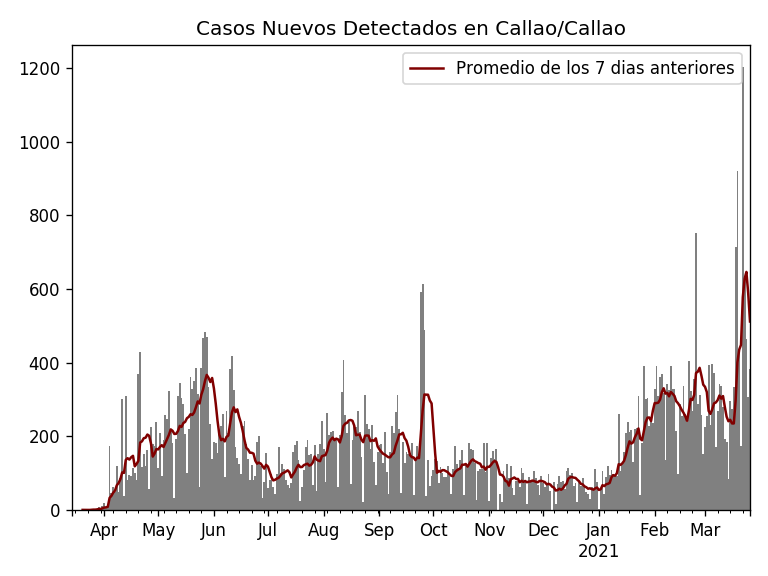 Casos Nuevos Detectados en Callao/Callao
Promedio de los 7 dias anteriores
1200
1000
800
600
400
200
0
Apr May Jun Jul Aug Sep Oct Nov Dec Jan Feb Mar
2021